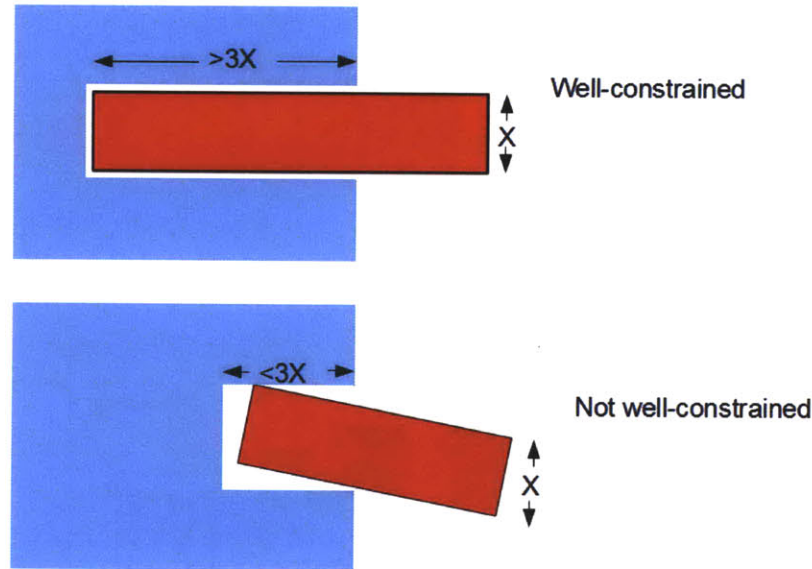 >3X
Well-constrained
X
<3X
Not well-constrained
X